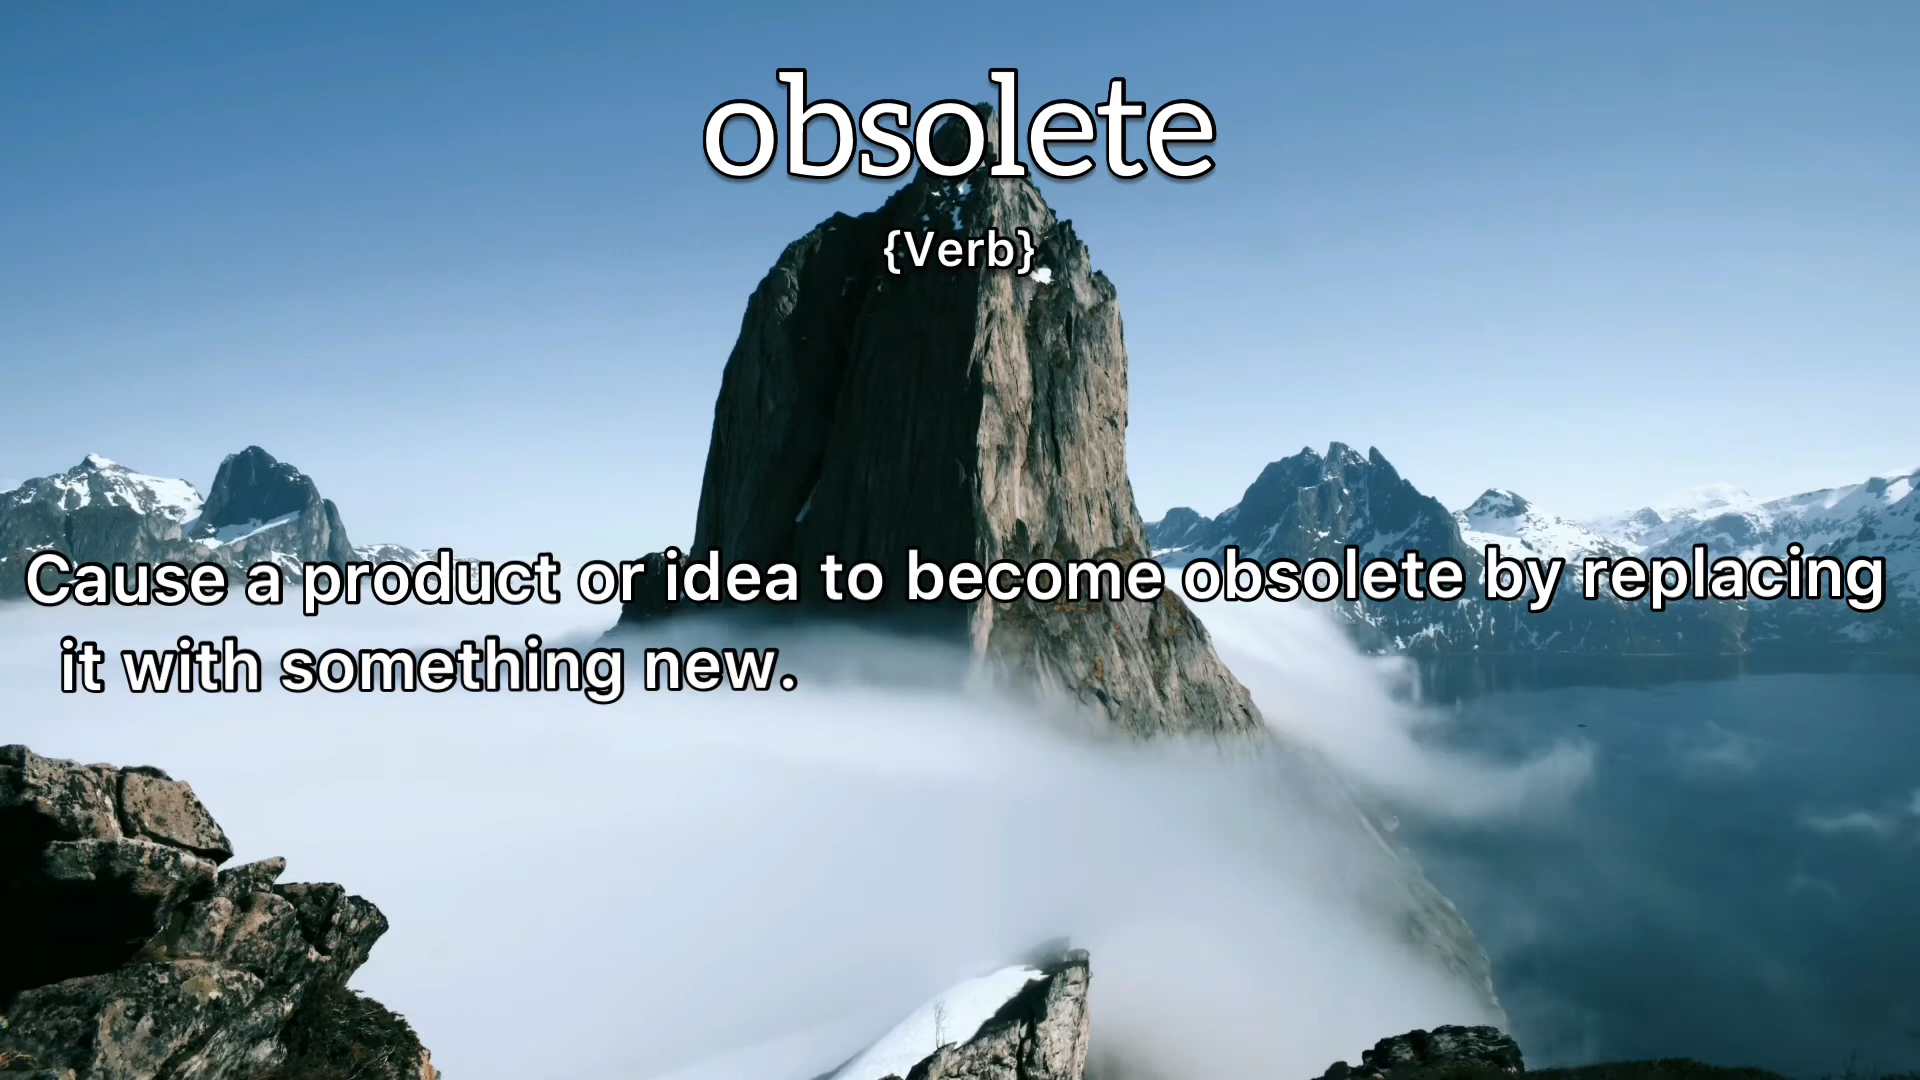 obsolete
{Verb}
Cause a product or idea to become obsolete by replacing
it with something new.